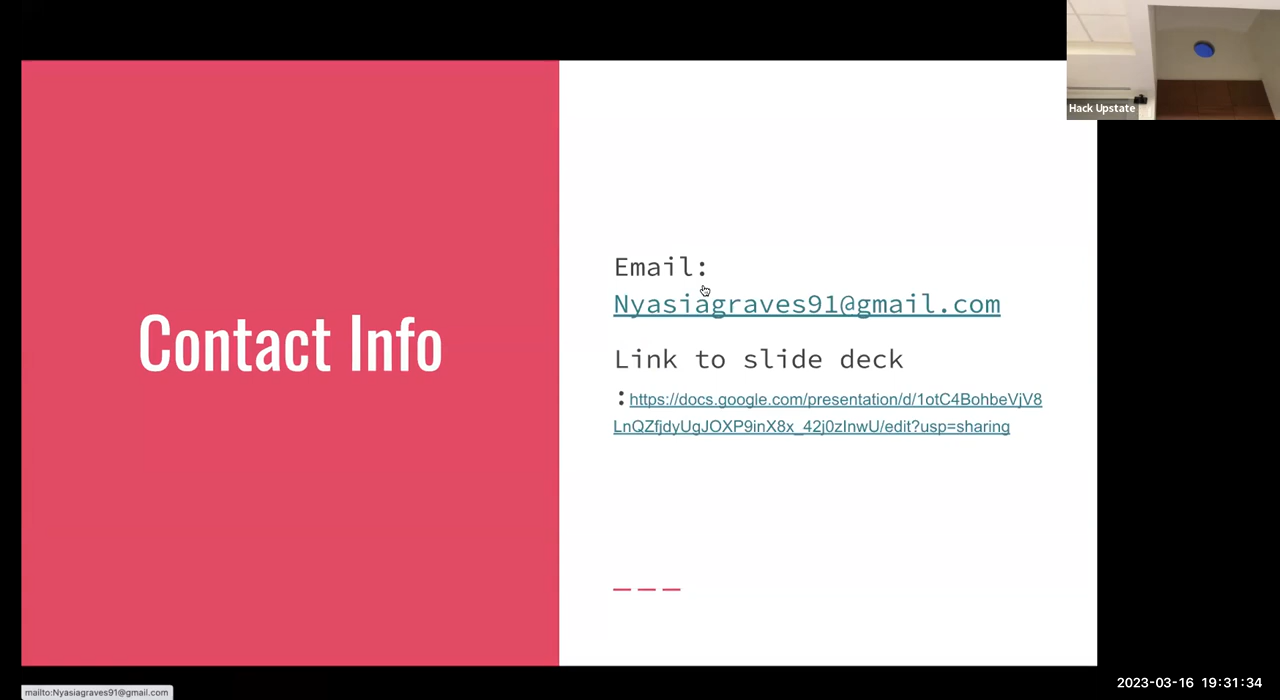 Hack Upstate
Contact Info
Email:
Nyasiagraves91@gmail.com
Link to slide deck
:https://docs.google.com/presentation/d/1otC4BohbeVjV8
LnQZfjdyUgJOXP9inX8x_42j0zInwU/edit?usp=sharing
mailto:Nyasiagraves91@gmail.com
2023-03-16 19:31:34